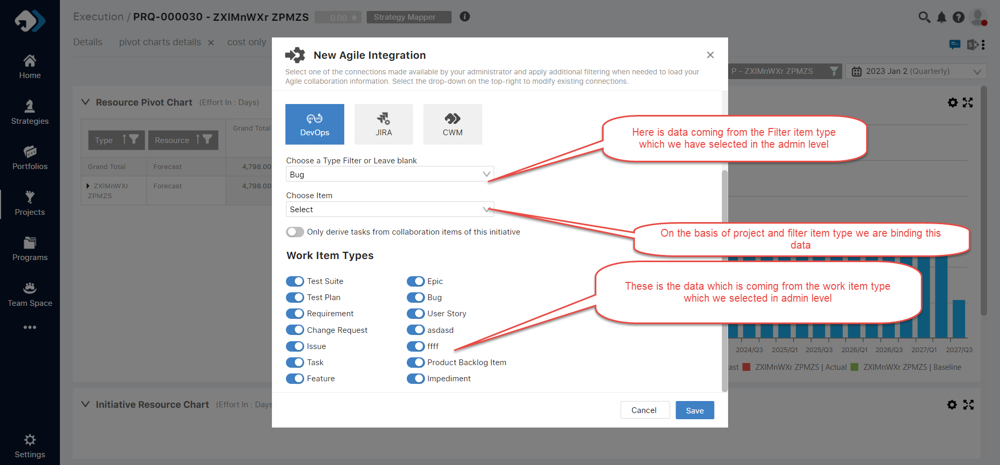 Execution / PRQ-000030 - ZXIMnWXr ZPMZS 0.00 ★ Strategy Mapper i
Details pivot charts details × cost only
P - ZXIMnWXr ZPMZS 2023 Jan 2 (Quarterly)
Home
Strategies
Portfolios
Projects
Programs
Team Space
Settings
Resource Pivot Chart (Effort In : Days)
Type Resource Grand Total
Grand Total Forecast 4,798.00
ZXIMnWXr
ZPMZS Forecast 4,798.00
Initiative Resource Chart (Effort In : Days
New Agile Integration
Select one of the connections made available by your administrator and apply additional filtering when needed to load your
Agile collaboration information. Select the drop-down on the top-right to modify existing connections.
DEV OPS
DevOps JIRA CWM
Choose a Type Filter or Leave blank
Bug
Choose Item
Select
Only derive tasks from collaboration items of this initiative
Work Item Types
Test Suite Epic
Test Plan Bug
Requirement User Story
Change Request asdasd
Issue ffff
Task Product Backlog Item
Feature Impediment
Cancel Save
Here is data coming from the Filter item type
which we have selected in the admin level
On the basis of project and filter item type we are binding this
data
These is the data which is coming from the work item type
which we selected in admin level
2024/Q3 2025/Q1 2025/Q3 2026/Q1 2026/Q3 2027/Q1 2027/Q3
ast ZXIMnWXr ZPMZS | Actual ZXIMnWXr ZPMZS | Baseline